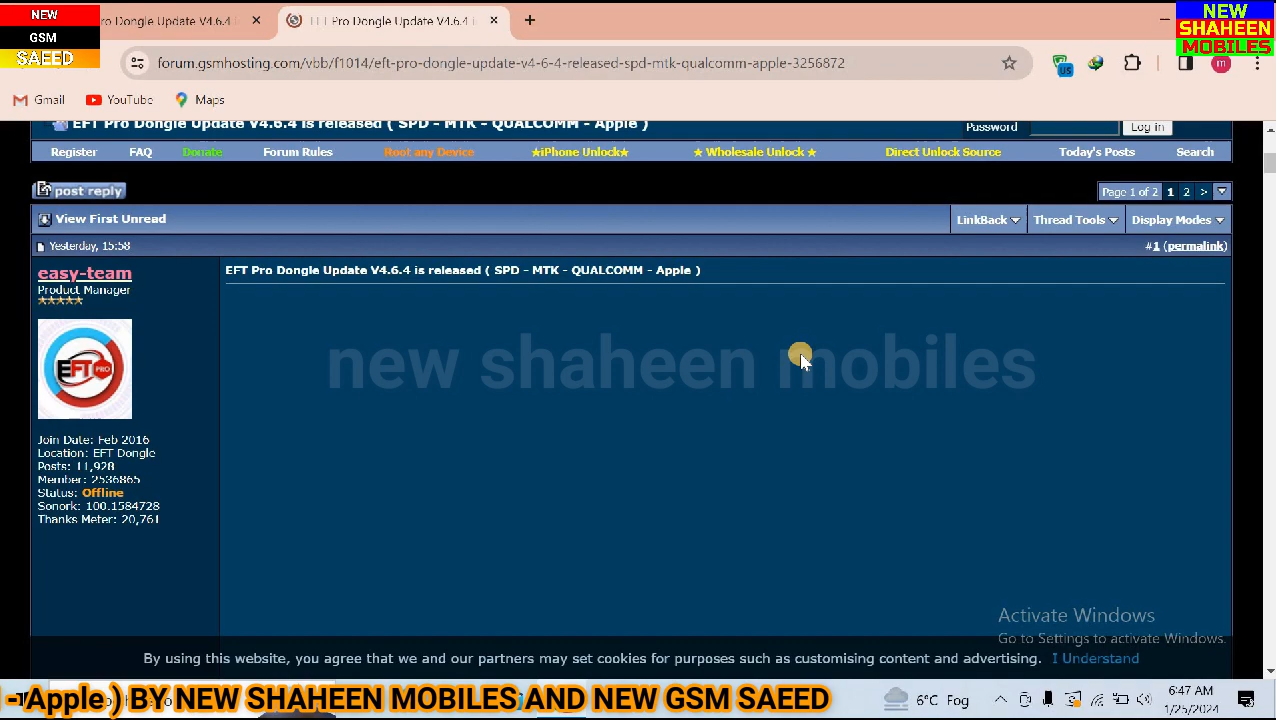 NEW
GSM
SAEED
Pro Dongle Update V4.6.4
EFT Pro Dongle Update V4.6.4 i
NEW
SHAHEEN
MOBILES
forum.gsmhosting.com/vbb/f1014/eft-pro-dongle-update-v4-6-4-released-spd-mtk-qualcomm-apple-3256872
us
m
Gmail YouTube Maps
EFT Pro Dongle Update V4.6.4 is released ( SPD - MTK - QUALCOMM - Apple )
Password Log in
Register FAQ Donate Forum Rules Root any Device ★iPhone Unlock★ ★ Wholesale Unlock ★ Direct Unlock Source Today's Posts Search
post reply
Page 1 of 2 1 2 >
View First Unread LinkBack Thread Tools Display Modes
Yesterday, 15:58 #1 (permalink)
easy-team
Product Manager
EFT PRO
Join Date: Feb 2016
Location: EFT Dongle
Posts: 11,928
Member: 2536865
Status: Offline
Sonork: 100.1584728
Thanks Meter: 20,761
EFT Pro Dongle Update V4.6.4 is released ( SPD - MTK - QUALCOMM - Apple )
new shaheen mobiles
Activate Windows
Go to Settings to activate Windows.
By using this website, you agree that we and our partners may set cookies for purposes such as customising content and advertising. I Understand
- Apple ) BY NEW SHAHEEN MOBILES AND NEW GSM SAEED
6°C Fog
6:47 AM
1/25/2024